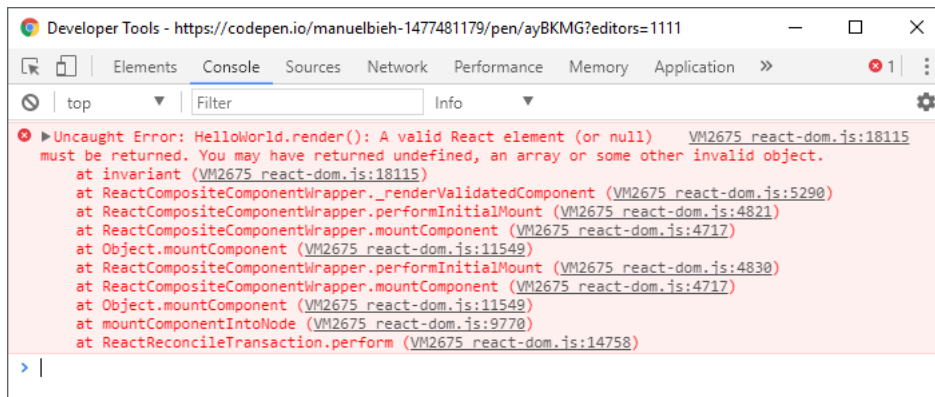 Developer Tools - https://codepen.io/manuelbieh-1477481179/pen/ayBKMG?editors=1111
Elements Console Sources Network Performance Memory Application » 1
top ▼ Filter Info ▼
▶Uncaught Error: HelloWorld.render(): A valid React element (or null) VM2675 react-dom.js:18115
must be returned. You may have returned undefined, an array or some other invalid object.
at invariant (VM2675 react-dom.js:18115)
at ReactCompositeComponentWrapper._renderValidatedComponent (VM2675 react-dom.js:5290)
at ReactCompositeComponentWrapper.performInitialMount (VM2675 react-dom.js:4821)
at ReactCompositeComponentWrapper.mountComponent (VM2675 react-dom.js:4717)
at Object.mountComponent (VM2675 react-dom.js:11549)
at ReactCompositeComponentWrapper.performInitialMount (VM2675 react-dom.js:4830)
at ReactCompositeComponentWrapper.mountComponent (VM2675 react-dom.js:4717)
at Object.mountComponent (VM2675 react-dom.js:11549)
at mountComponentIntoNode (VM2675 react-dom.js:9770)
at ReactReconcileTransaction.perform (VM2675 react-dom.js:14758)
>